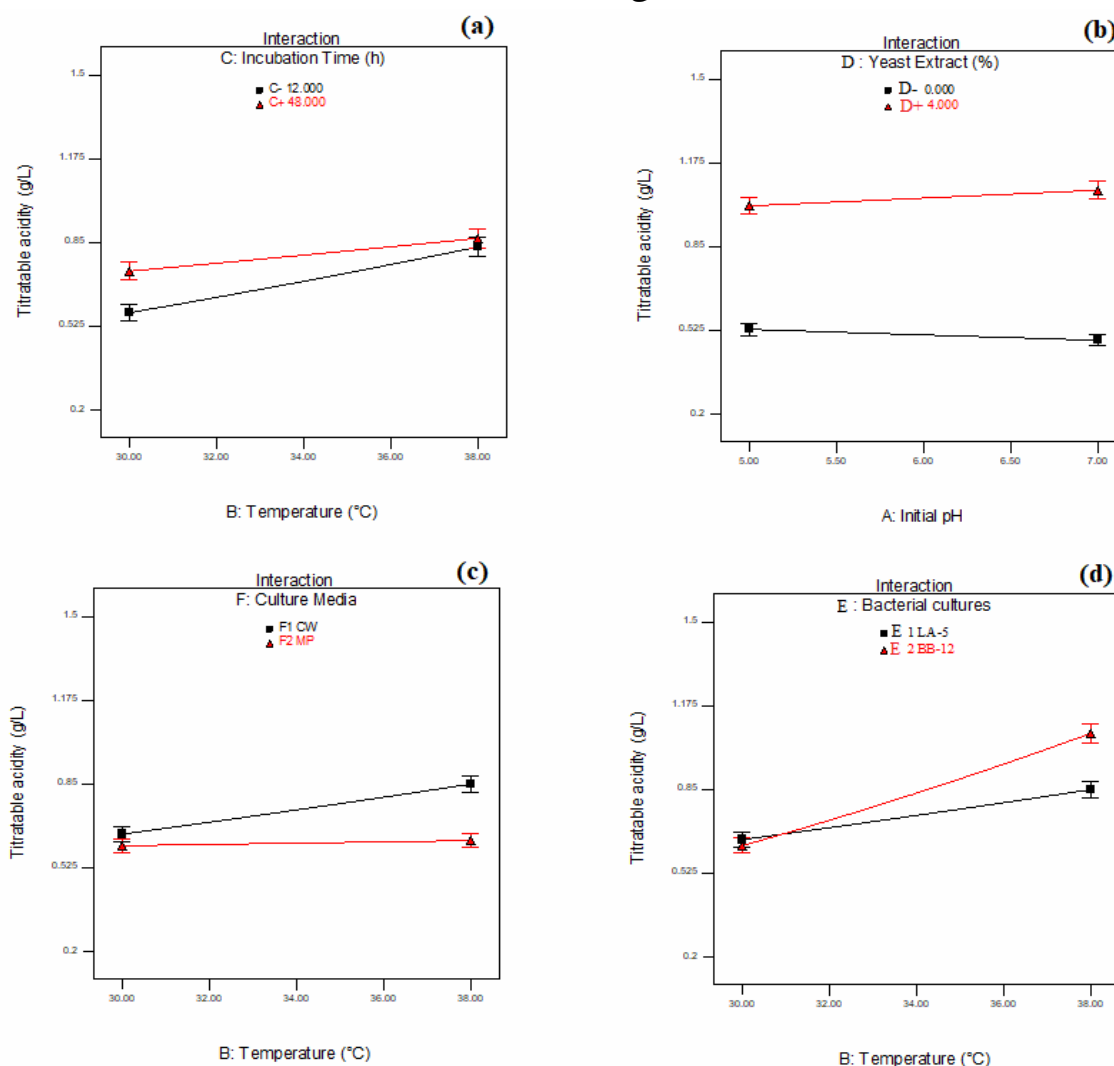 (a)
Interaction
C: Incubation Time (h)
C- 12.000
C+ 48.000
1.5
1.175
0.85
0.525
0.2
Titratable acidity (g/L)
30.00 32.00 34.00 36.00 38.00
B: Temperature (°C)
(b)
Interaction
D : Yeast Extract (%)
D- 0.000
D+ 4.000
1.5
1.175
0.85
0.525
0.2
Titratable acidity (g/L)
5.00 5.50 6.00 6.50 7.00
A: Initial pH
(c)
Interaction
F: Culture Media
F1 CW
F2 MP
1.5
1.175
0.85
0.525
0.2
Titratable acidity (g/L)
30.00 32.00 34.00 36.00 38.00
B: Temperature (°C)
(d)
Interaction
E : Bacterial cultures
E 1 LA-5
E 2 BB-12
1.5
1.175
0.85
0.525
0.2
Titratable acidity (g/L)
30.00 32.00 34.00 36.00 38.00
B: Temperature (°C)